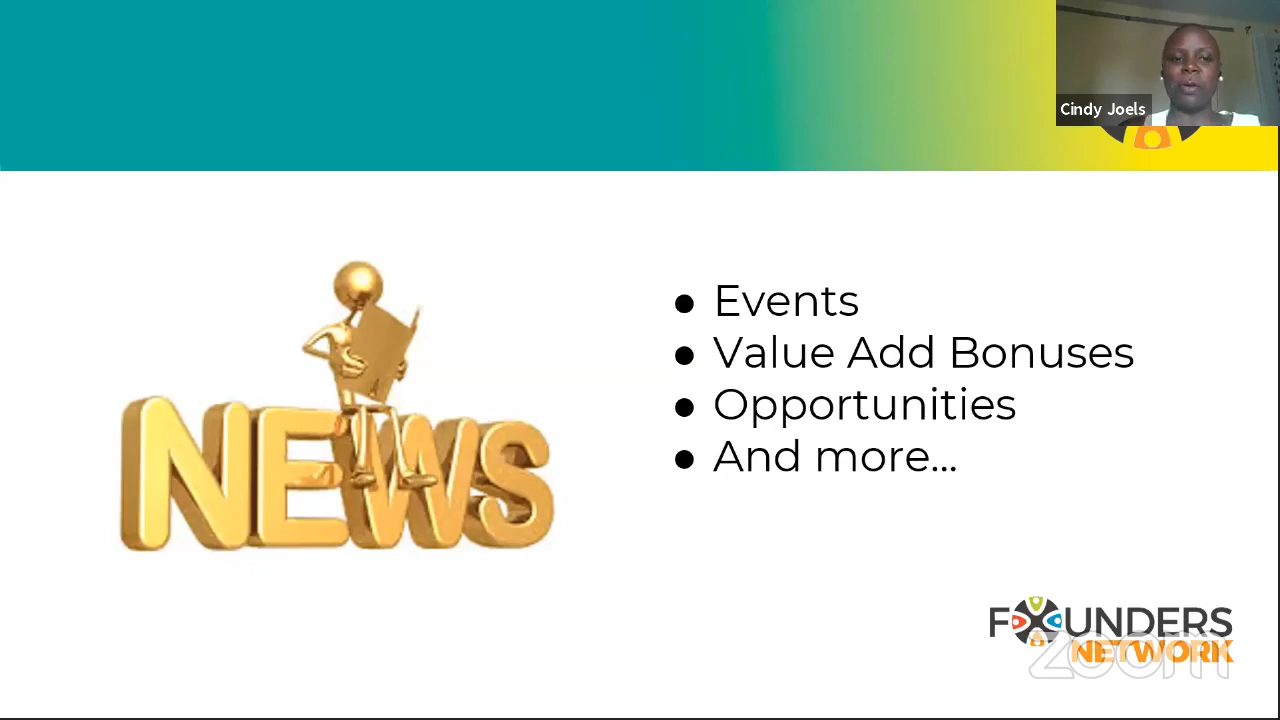 Cindy Joels
NEWS
● Events
● Value Add Bonuses
● Opportunities
● And more...
FOUNDERS
NETWORK
zoom